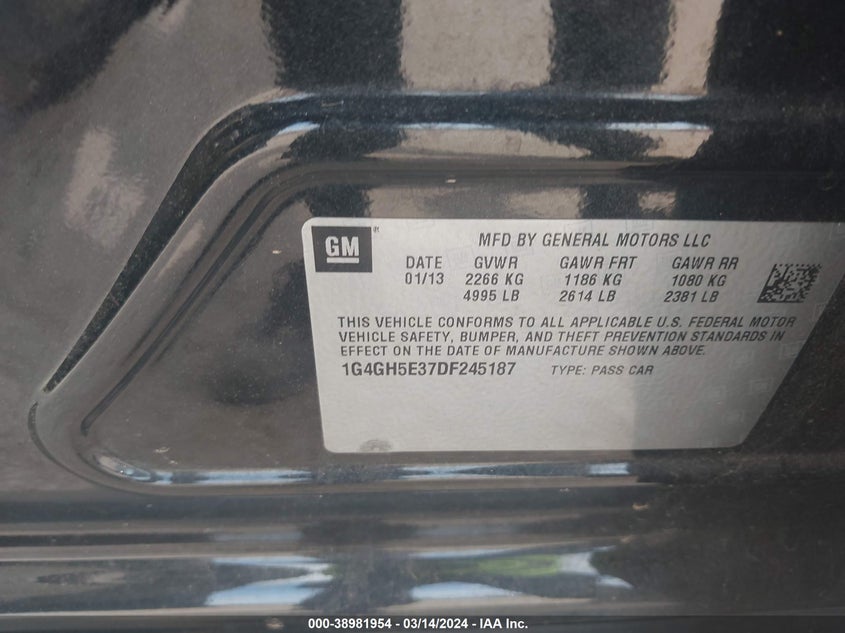 GM ®
MFD BY GENERAL MOTORS LLC
DATE GVWR GAWR FRT GAWR RR
01/13 2266 KG 1186 KG 1080 KG
4995 LB 2614 LB 2381 LB
THIS VEHICLE CONFORMS TO ALL APPLICABLE U.S. FEDERAL MOTOR
VEHICLE SAFETY, BUMPER, AND THEFT PREVENTION STANDARDS IN
EFFECT ON THE DATE OF MANUFACTURE SHOWN ABOVE.
1G4GH5E37DF245187 TYPE: PASS CAR
000-38981954 - 03/14/2024 - IAA Inc.